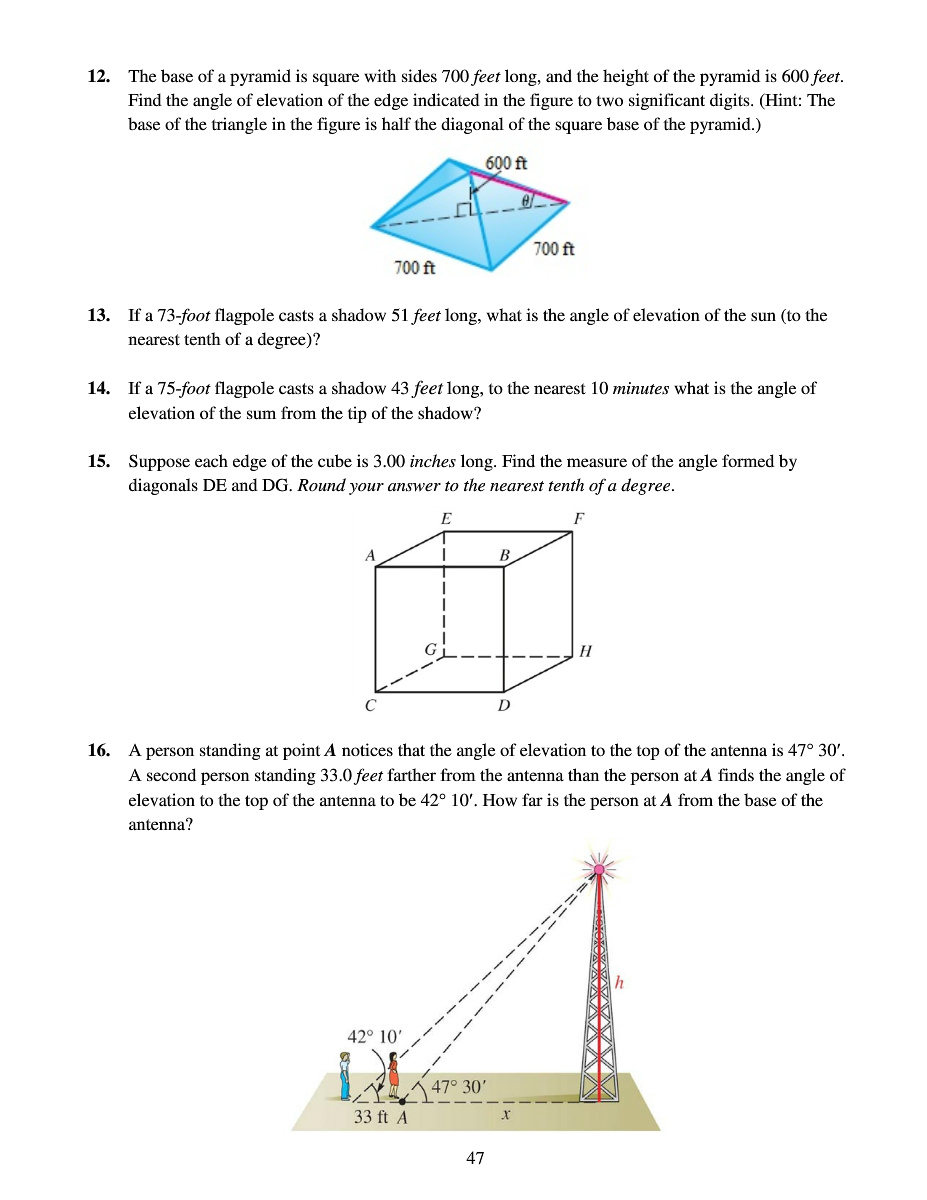 12. The base of a pyramid is square with sides 700 feet long, and the height of the pyramid is 600 feet.
Find the angle of elevation of the edge indicated in the figure to two significant digits. (Hint: The
base of the triangle in the figure is half the diagonal of the square base of the pyramid.)
600 ft
θ
700 ft
700 ft
13. If a 73-foot flagpole casts a shadow 51 feet long, what is the angle of elevation of the sun (to the
nearest tenth of a degree)?
14. If a 75-foot flagpole casts a shadow 43 feet long, to the nearest 10 minutes what is the angle of
elevation of the sum from the tip of the shadow?
15. Suppose each edge of the cube is 3.00 inches long. Find the measure of the angle formed by
diagonals DE and DG. Round your answer to the nearest tenth of a degree.
E F
A B
G H
C D
16. A person standing at point A notices that the angle of elevation to the top of the antenna is 47° 30′.
A second person standing 33.0 feet farther from the antenna than the person at A finds the angle of
elevation to the top of the antenna to be 42° 10′. How far is the person at A from the base of the
antenna?
h
42° 10′
47° 30′
33 ft A x
47